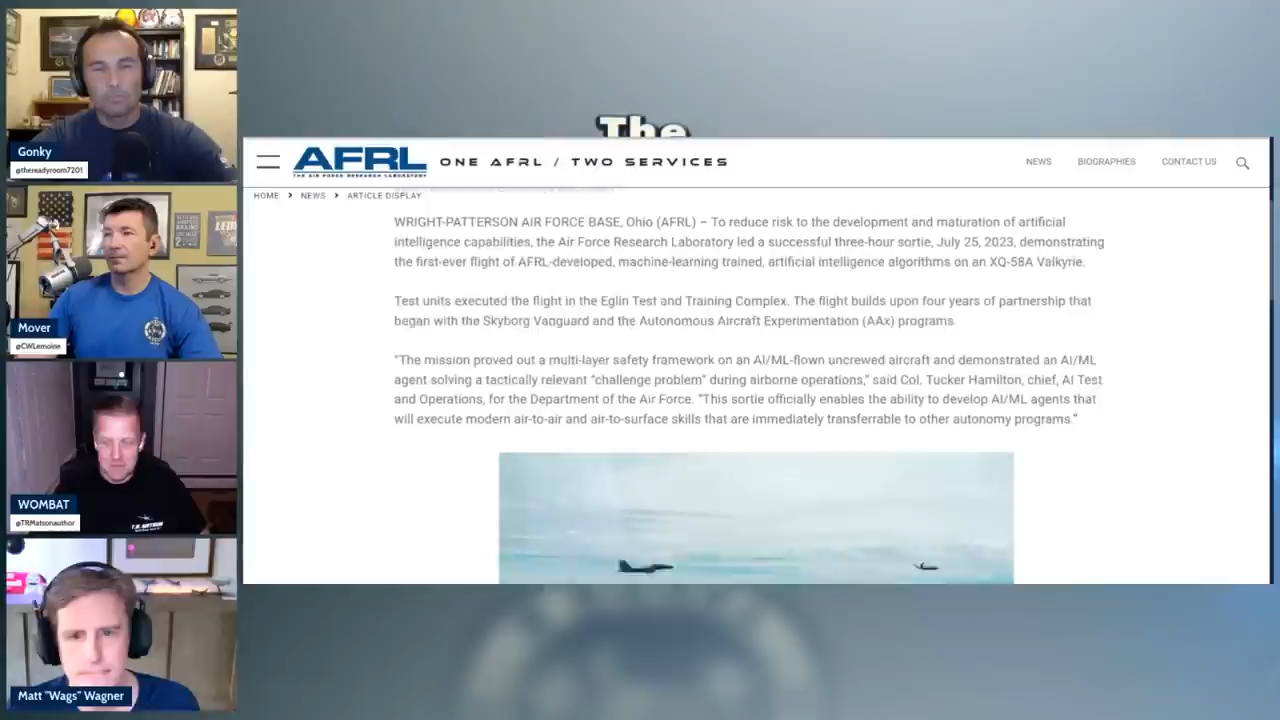 Gonky
@thereadyroom7201
Mover
@CWLemoine
WOMBAT
@TRMatsonauthor
Matt "Wags" Wagner
The
AFRL
THE AIR FORCE RESEARCH LABORATORY
ONE AFRL / TWO SERVICES
NEWS
BIOGRAPHIES
CONTACT US
HOME > NEWS > ARTICLE DISPLAY
WRIGHT-PATTERSON AIR FORCE BASE, Ohio (AFRL) – To reduce risk to the development and maturation of artificial
intelligence capabilities, the Air Force Research Laboratory led a successful three-hour sortie, July 25, 2023, demonstrating
the first-ever flight of AFRL-developed, machine-learning trained, artificial intelligence algorithms on an XQ-58A Valkyrie.
Test units executed the flight in the Eglin Test and Training Complex. The flight builds upon four years of partnership that
began with the Skyborg Vanguard and the Autonomous Aircraft Experimentation (AAx) programs.
"The mission proved out a multi-layer safety framework on an AI/ML-flown uncrewed aircraft and demonstrated an AI/ML
agent solving a tactically relevant "challenge problem" during airborne operations," said Col. Tucker Hamilton, chief, AI Test
and Operations, for the Department of the Air Force. "This sortie officially enables the ability to develop AI/ML agents that
will execute modern air-to-air and air-to-surface skills that are immediately transferrable to other autonomy programs."